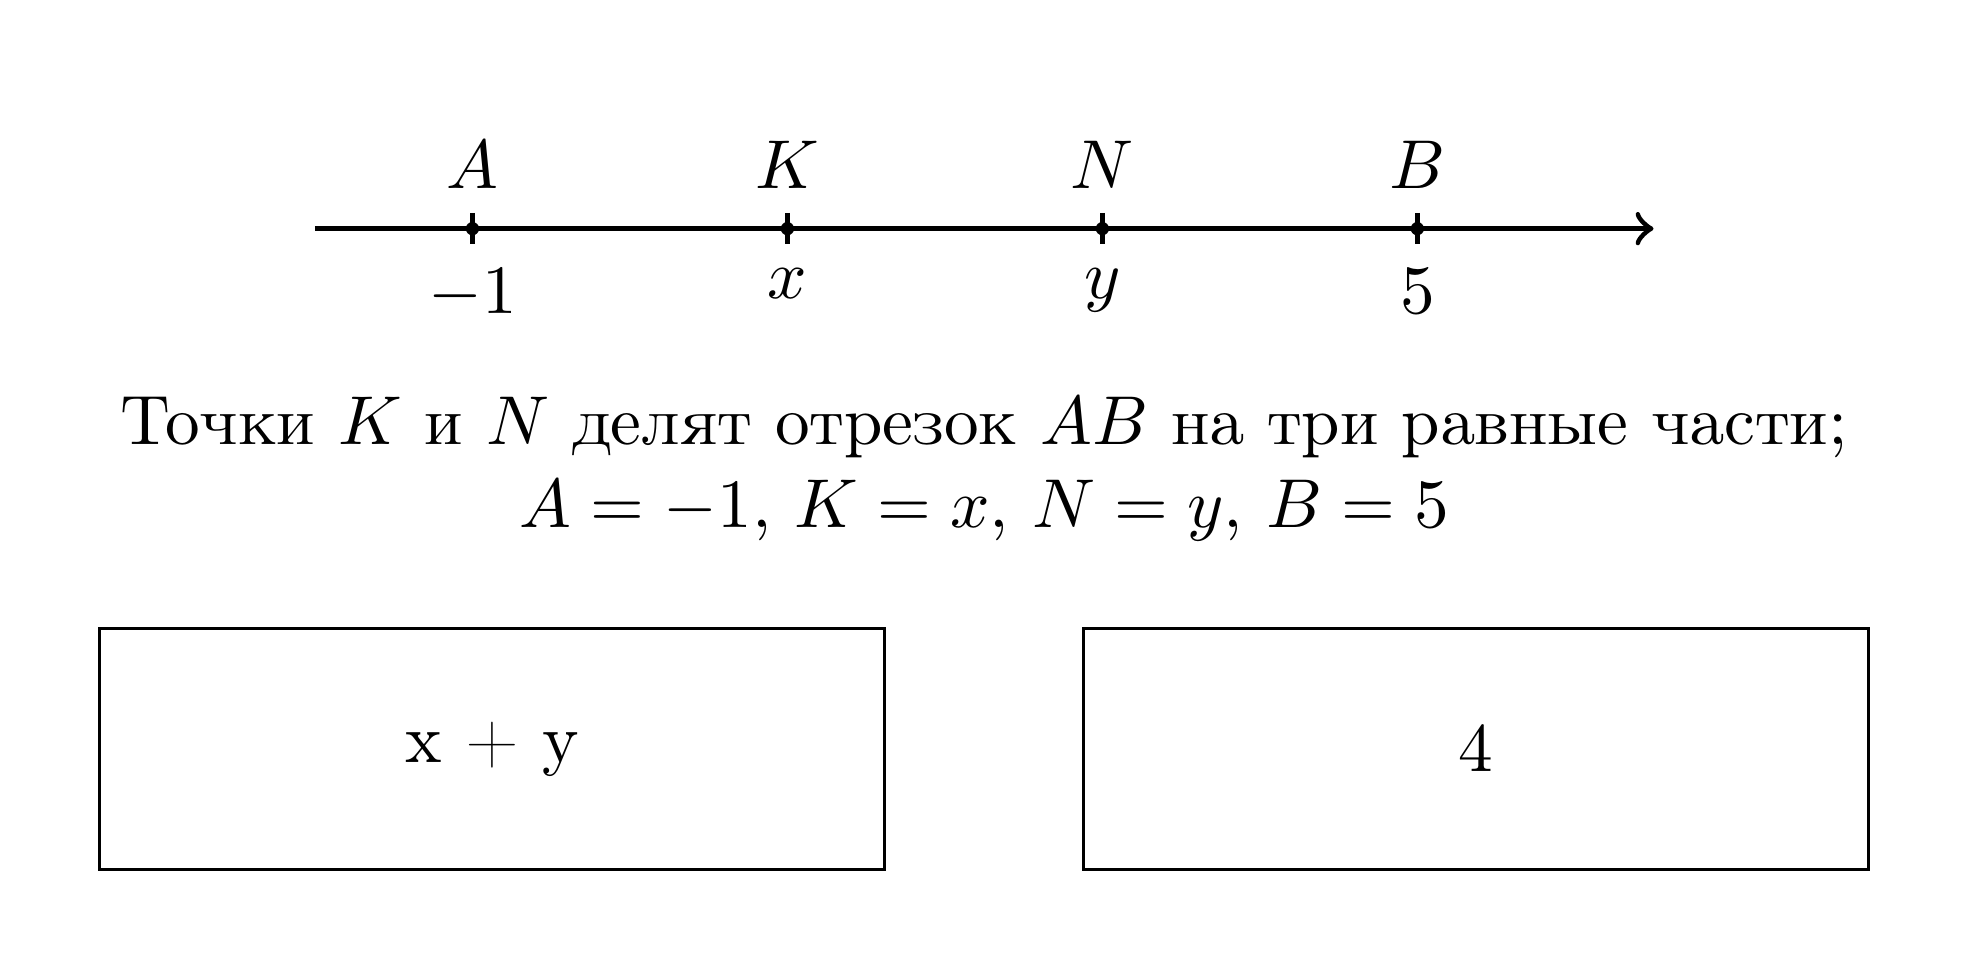 A K N B
−1 x y 5
Точки K и N делят отрезок AB на три равные части;
A = −1, K = x, N = y, B = 5
x + y
4